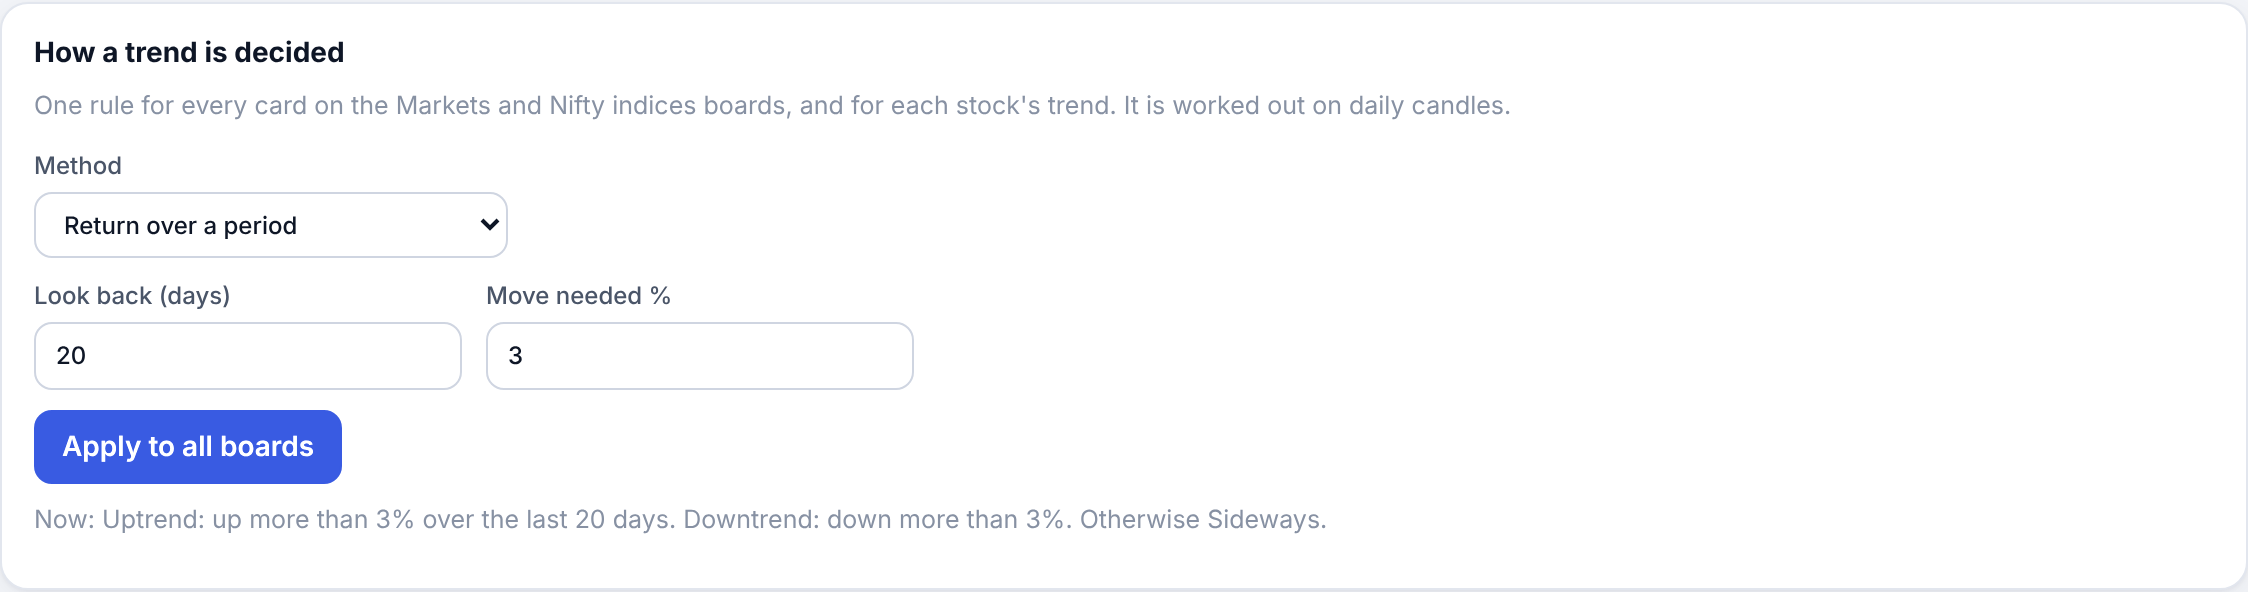 How a trend is decided
One rule for every card on the Markets and Nifty indices boards, and for each stock's trend. It is worked out on daily candles.
Method
Return over a period
Look back (days)
Move needed %
20
3
Apply to all boards
Now: Uptrend: up more than 3% over the last 20 days. Downtrend: down more than 3%. Otherwise Sideways.